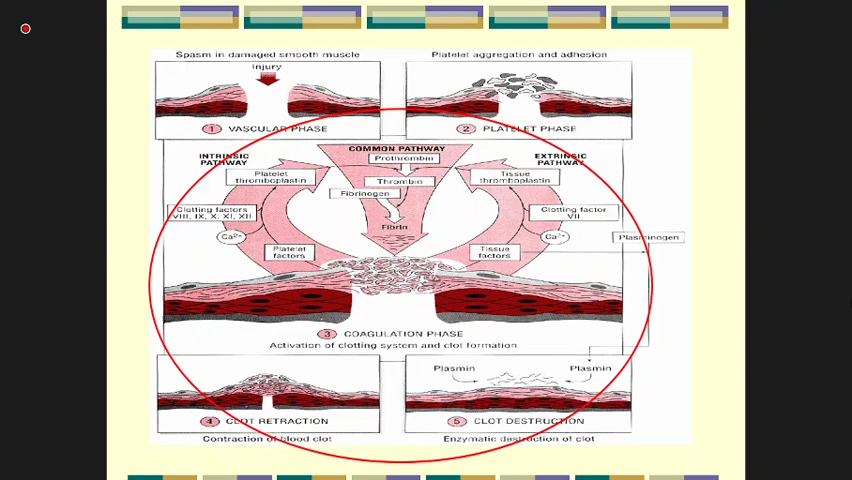 Spasm in damaged smooth muscle
Injury
1 VASCULAR PHASE
Platelet aggregation and adhesion
2 PLATELET PHASE
INTRINSIC
PATHWAY
COMMON PATHWAY
EXTRINSIC
PATHWAY
Prothrombin
Thrombin
Fibrinogen
Fibrin
Platelet
thromboplastin
Clotting factors
VIII, IX, X, XI, XII
Ca2+
Platelet
factors
Tissue
thromboplastin
Clotting factor
VII
Ca2+
Tissue
factors
Plasminogen
3 COAGULATION PHASE
Activation of clotting system and clot formation
4 CLOT RETRACTION
Contraction of blood clot
Plasmin
Plasmin
5 CLOT DESTRUCTION
Enzymatic destruction of clot